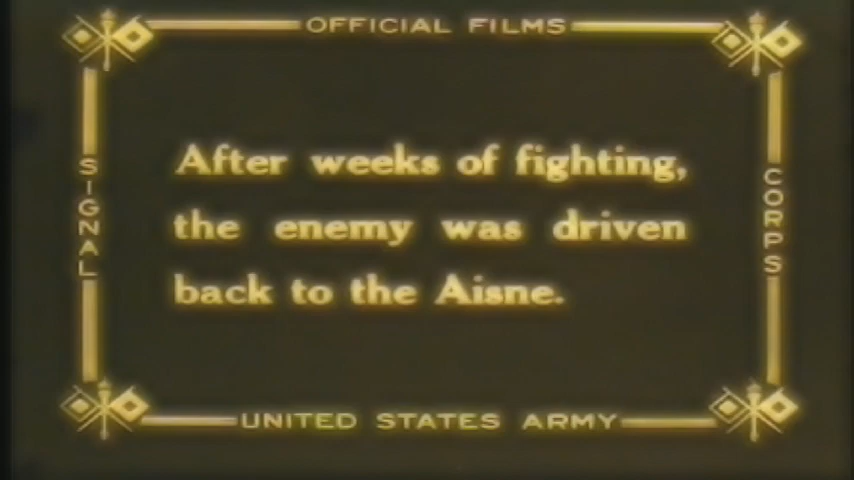 OFFICIAL FILMS
SIGNAL
After weeks of fighting,
the enemy was driven
back to the Aisne.
CORPS
UNITED STATES ARMY